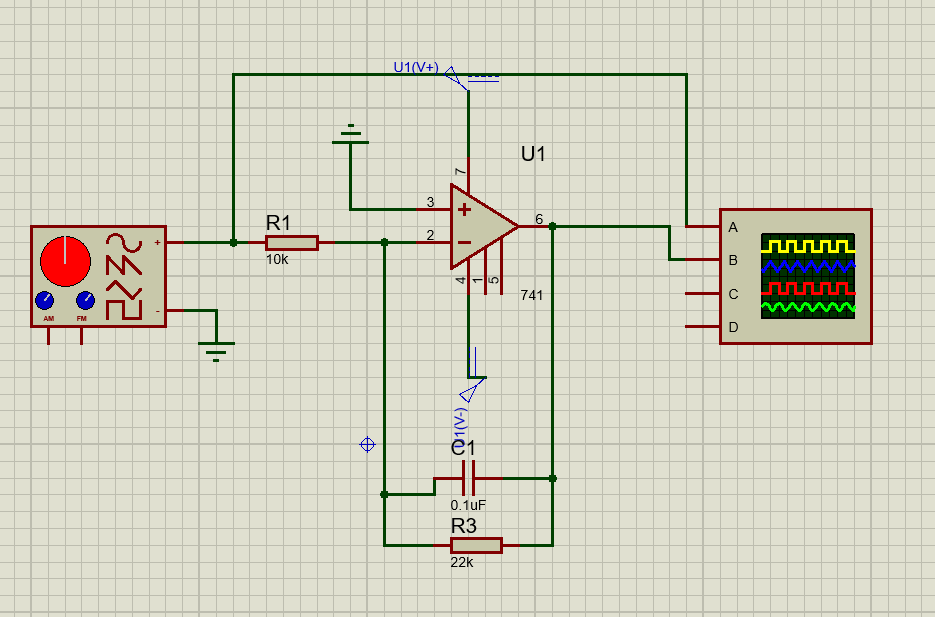 U1(V+)
U1
7
3
6
2
R1
10k
+
-
AM
FM
4
1
5
741
A
B
C
D
U1(V-)
C1
0.1uF
R3
22k